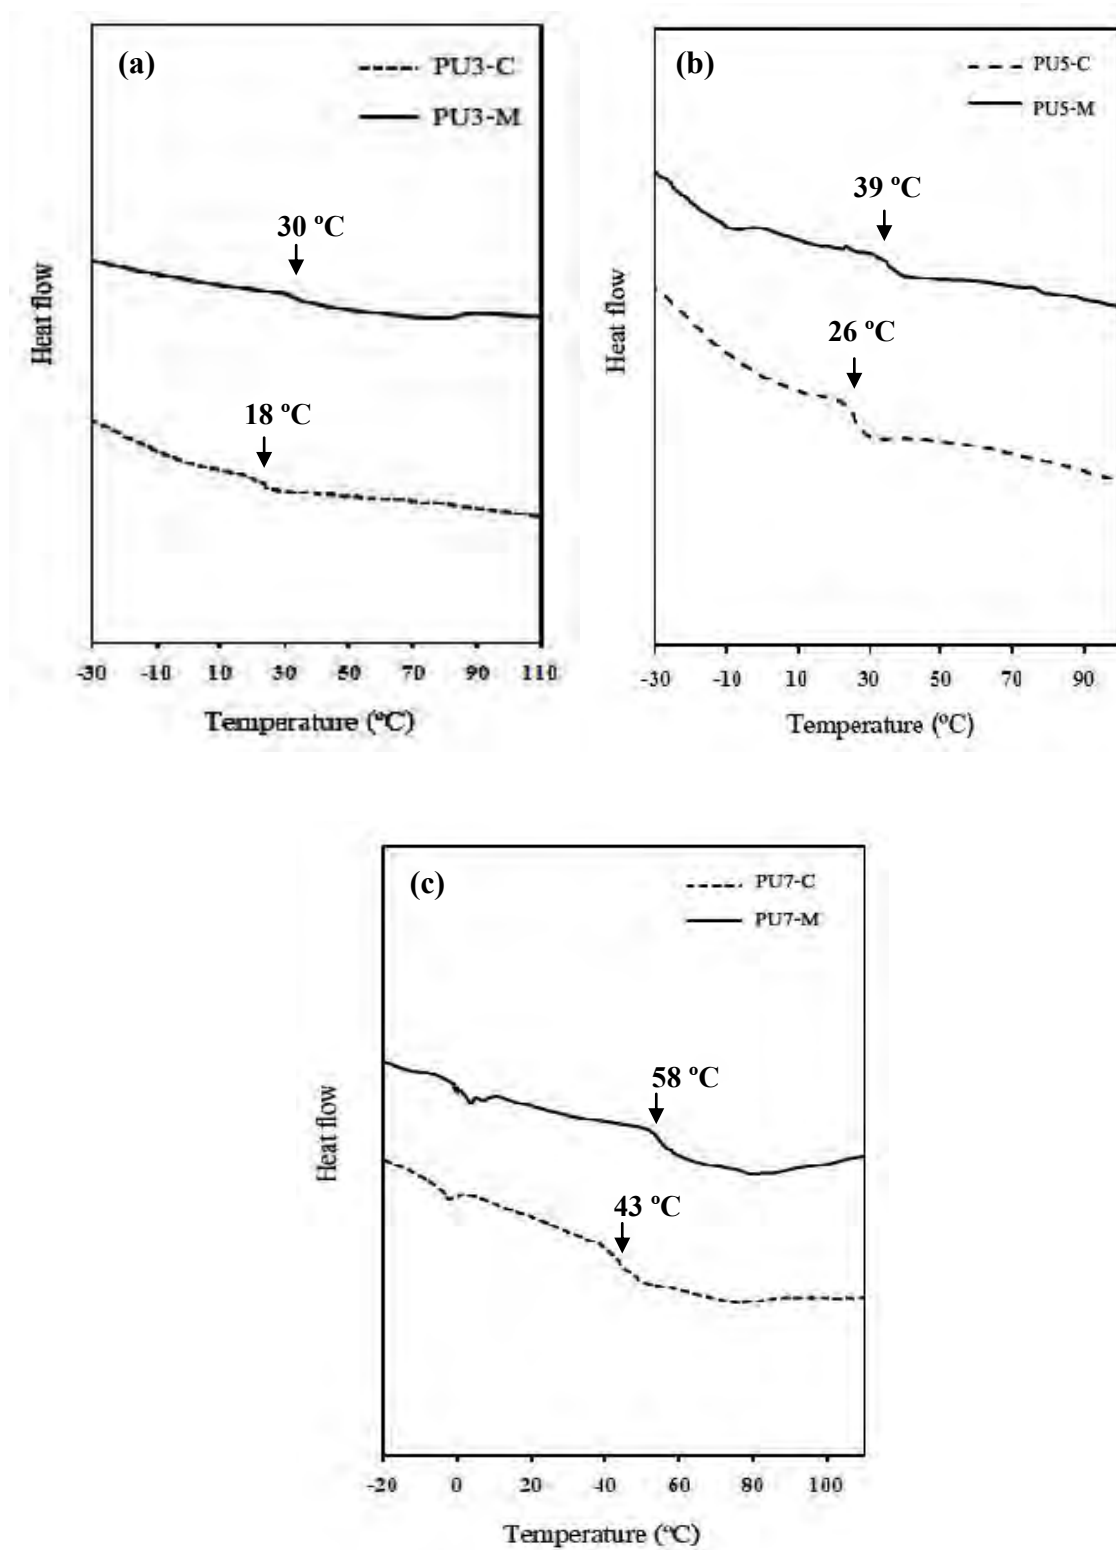 (a)
PU3-C
PU3-M
30 ºC
18 ºC
Heat flow
-30 -10 10 30 50 70 90 110
Temperature (ºC)
(b)
PU5-C
PU5-M
39 ºC
26 ºC
Heat flow
-30 -10 10 30 50 70 90
Temperature (ºC)
(c)
PU7-C
PU7-M
58 ºC
43 ºC
Heat flow
-20 0 20 40 60 80 100
Temperature (ºC)